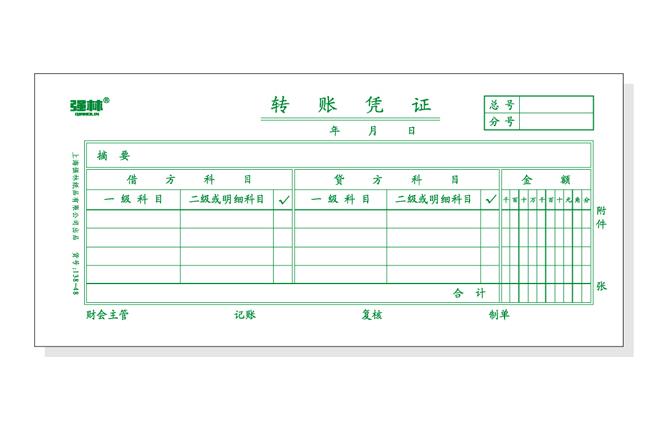 强林®
QIANGLIN
转账凭证
年 月 日
总号
分号
摘要
借方科目 贷方科目 金额
一级科目 二级或明细科目 ✓ 一级科目 二级或明细科目 ✓ 千百十万千百十元角分
合计
附件 张
财会主管 记账 复核 制单
上海强林纸品有限公司出品 货号:138-48